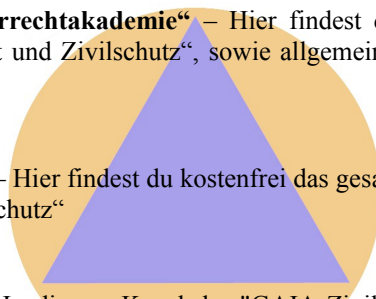 rrechtakademie“ – Hier findest
t und Zivilschutz“, sowie allgemein
– Hier findest du kostenfrei das gesa
chutz“